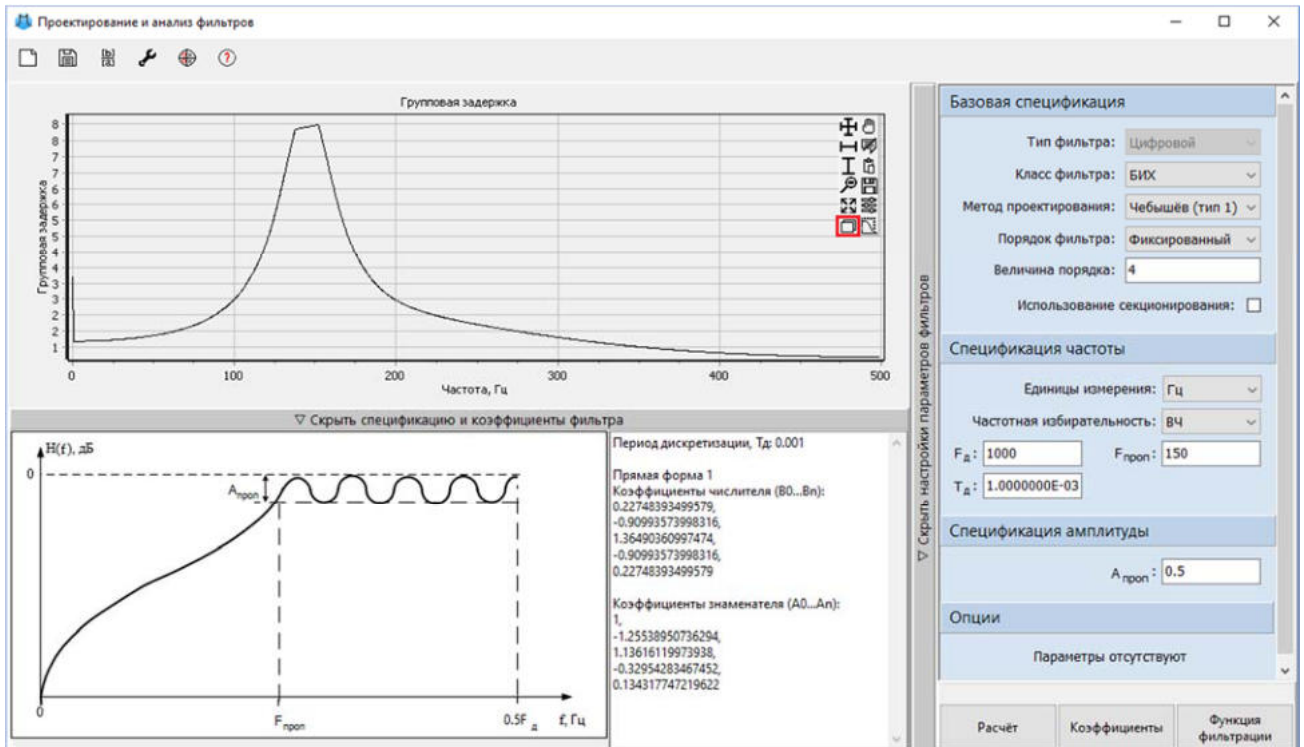 Проектирование и анализ фильтров
Групповая задержка
Групповая задержка
8
8
7
7
6
6
5
5
4
4
3
3
2
2
1
0 100 200 300 400 500
Частота, Гц
▽ Скрыть спецификацию и коэффициенты фильтра
H(f), дБ
0
Aпроп
0
Fпроп
0.5F д
f, Гц
Период дискретизации, Тд: 0.001
Прямая форма 1
Коэффициенты числителя (B0...Bn):
0.22748393499579,
-0.90993573998316,
1.36490360997474,
-0.90993573998316,
0.22748393499579
Коэффициенты знаменателя (A0...An):
1,
-1.25538950736294,
1.13616119973938,
-0.32954283467452,
0.134317747219622
▽ Скрыть настройки параметров фильтров
Базовая спецификация
Тип фильтра: Цифровой
Класс фильтра: БИХ
Метод проектирования: Чебышёв (тип 1)
Порядок фильтра: Фиксированный
Величина порядка: 4
Использование секционирования:
Спецификация частоты
Единицы измерения: Гц
Частотная избирательность: ВЧ
Fд: 1000 Fпроп: 150
Tд: 1.0000000E-03
Спецификация амплитуды
A проп: 0.5
Опции
Параметры отсутствуют
Расчёт
Коэффициенты
Функция
фильтрации